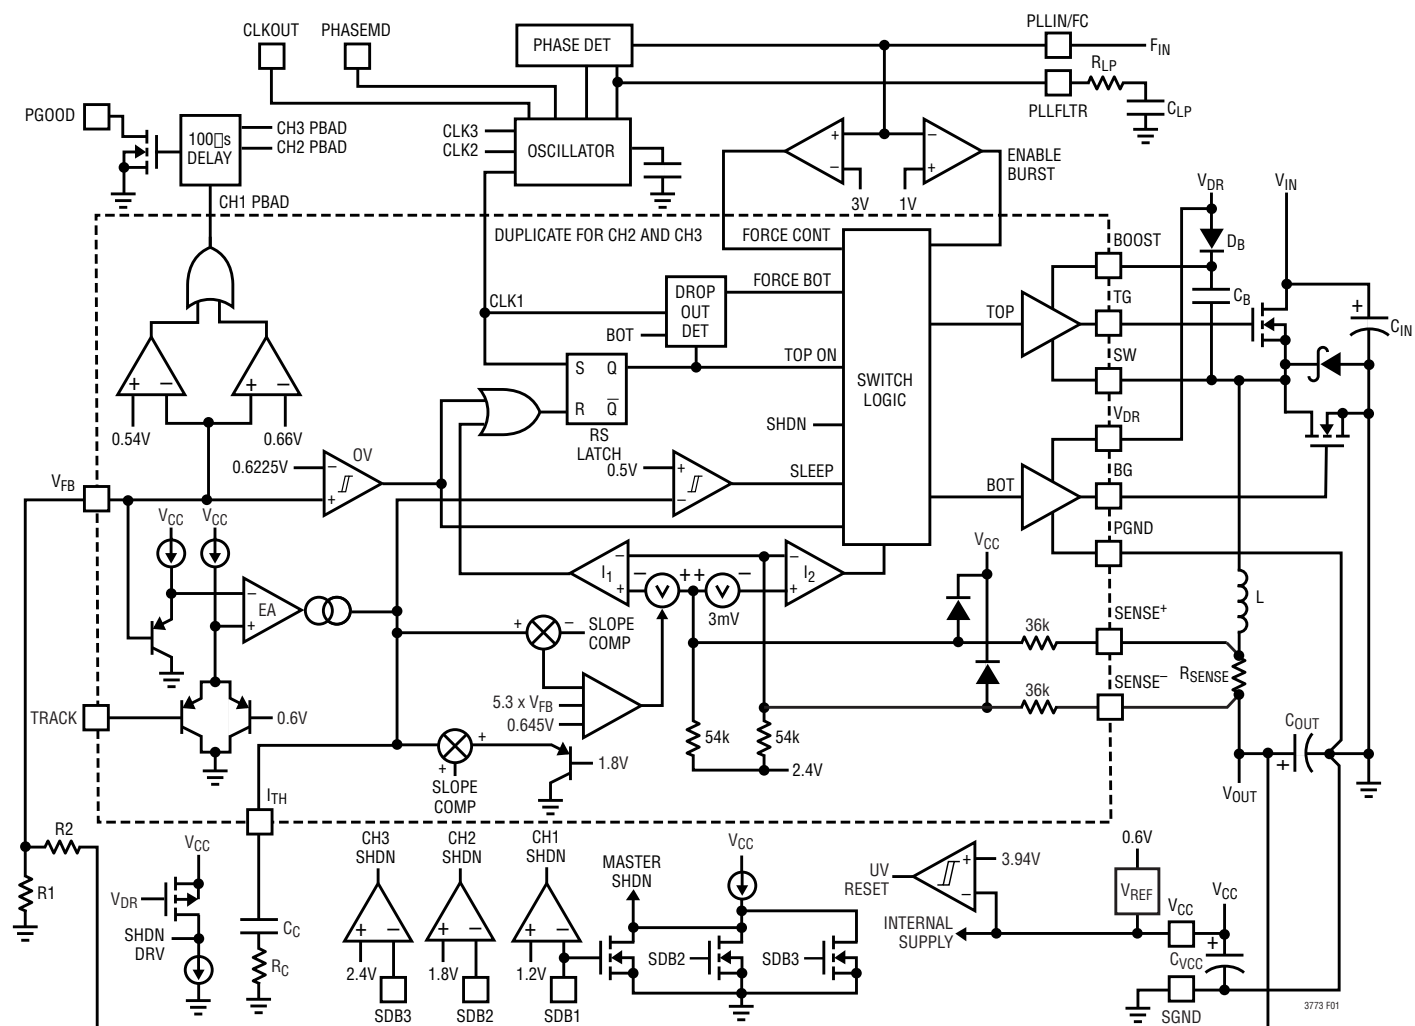 CLKOUT
PHASEMD
PHASE DET
PLLIN/FC
FIN
RLP
PLLFLTR
CLP
PGOOD
100▯s
DELAY
CH3 PBAD
CH2 PBAD
CLK3
CLK2
OSCILLATOR
+
−
−
+
ENABLE
BURST
3V
1V
CH1 PBAD
VDR
VIN
DUPLICATE FOR CH2 AND CH3
FORCE CONT
BOOST
DB
CLK1
DROP
OUT
DET
FORCE BOT
BOT
TOP
TG
CB
+
CIN
TOP ON
SW
S Q
R Q̅
RS
LATCH
SWITCH
LOGIC
+ −
+ −
0.54V
0.66V
SHDN
VDR
0.6225V
−
+
OV
0.5V
+
−
SLEEP
BOT
BG
VFB
PGND
VCC
VCC
VCC
−
+
EA
I1
−
+
−
+ +
−
3mV
−
+
I2
L
+
−
SLOPE
COMP
36k
SENSE+
RSENSE
36k
SENSE−
5.3 x VFB
0.645V
TRACK
0.6V
54k
54k
COUT
+
+
+
SLOPE
COMP
1.8V
2.4V
VOUT
ITH
R2
R1
VCC
VDR
SHDN
DRV
CC
RC
CH3
SHDN
CH2
SHDN
CH1
SHDN
+ −
+ −
+ −
2.4V
1.8V
1.2V
SDB3
SDB2
SDB1
MASTER
SHDN
VCC
SDB2
SDB3
UV
RESET
+
−
3.94V
INTERNAL
SUPPLY
0.6V
VREF
VCC
VCC
+
CVCC
SGND
3773 F01